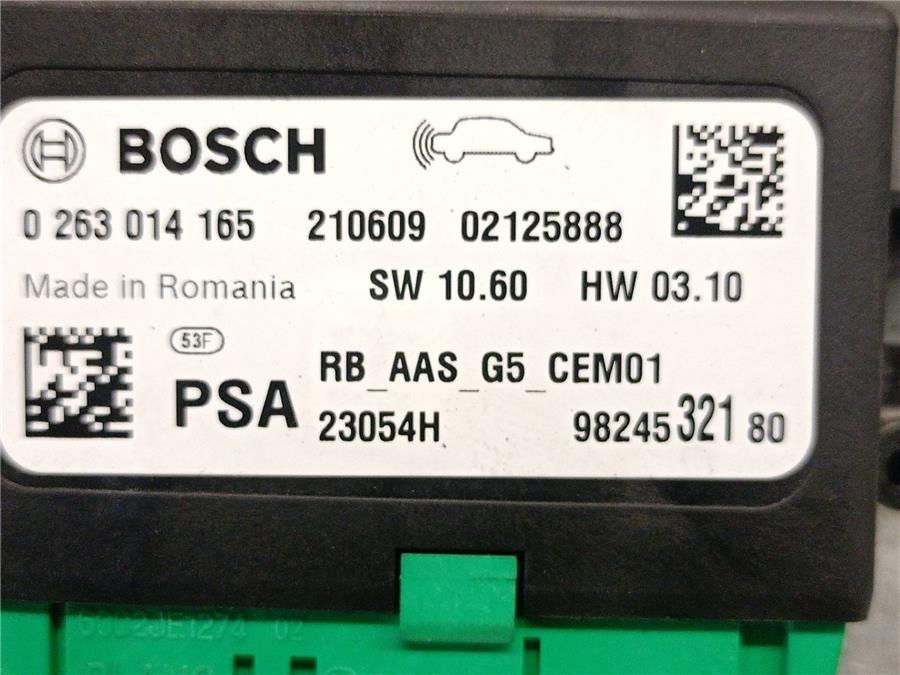 BOSCH
0 263 014 165 210609 02125888
Made in Romania SW 10.60 HW 03.10
53F
PSA RB_AAS_G5_CEM01
23054H 98245 321 80